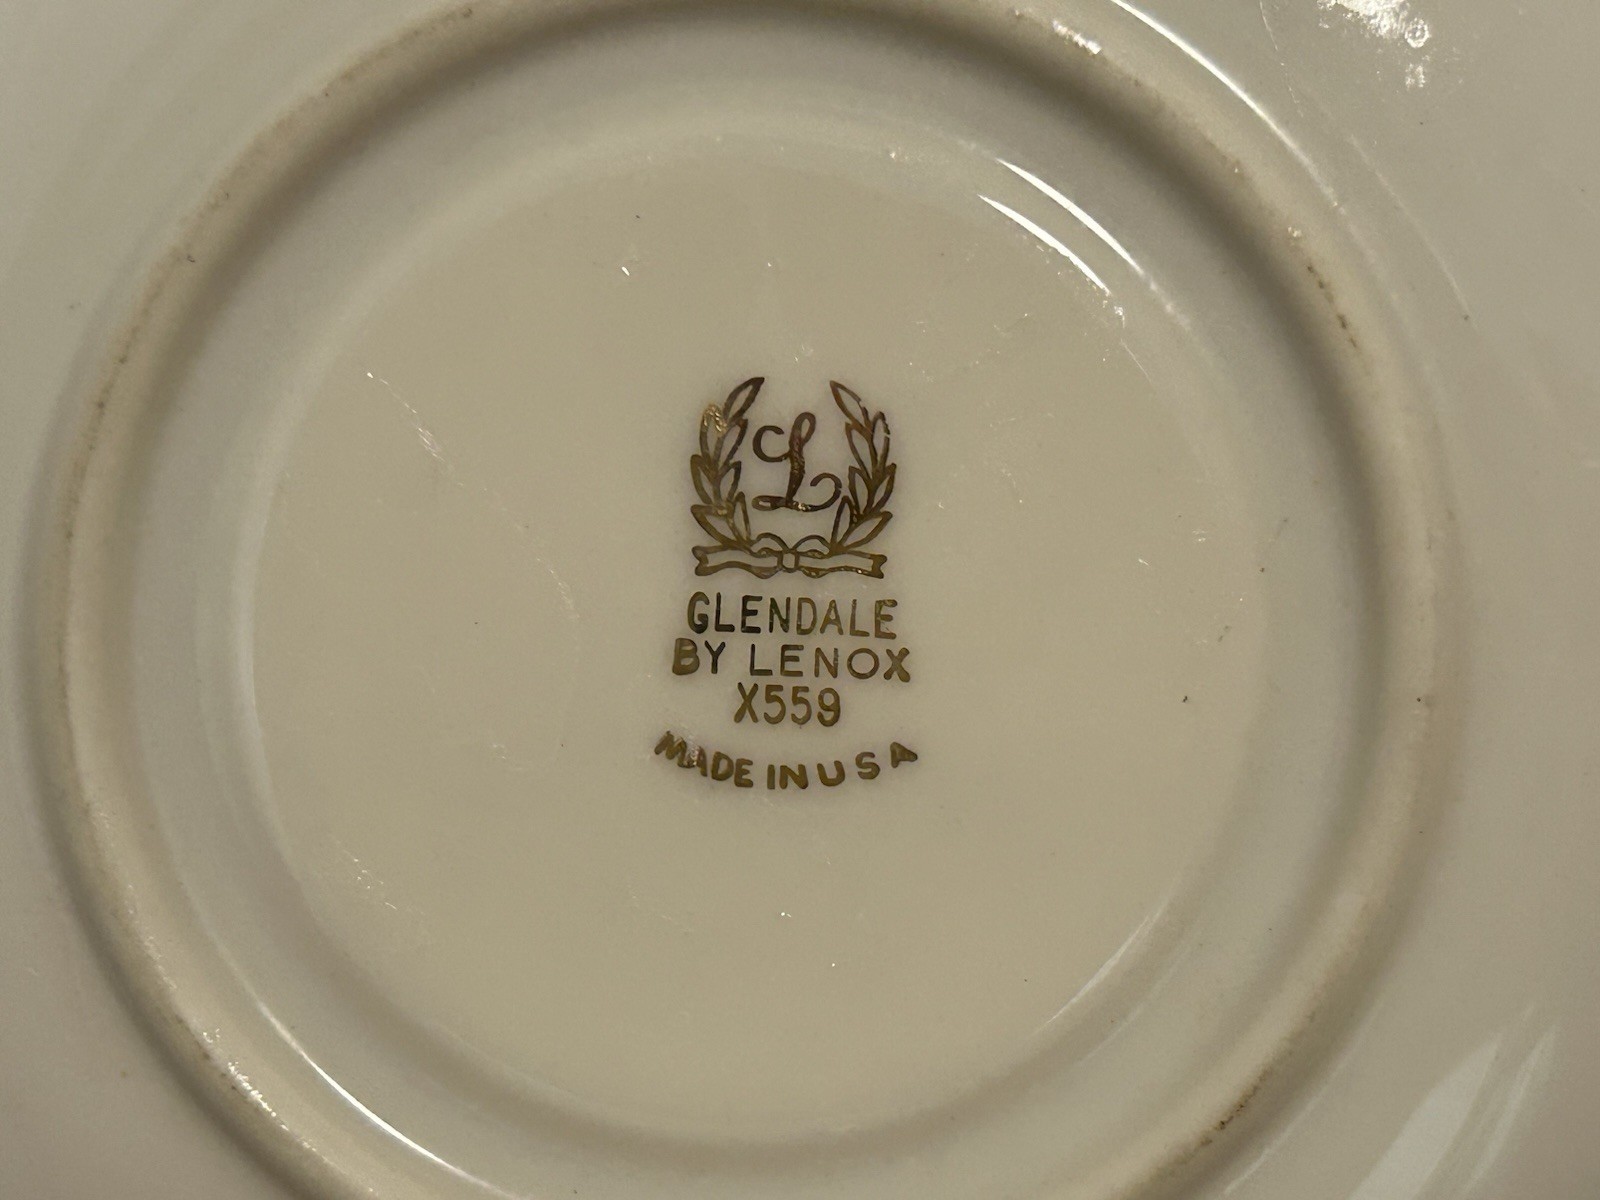 L
GLENDALE
BY LENOX
X559
MADE IN USA